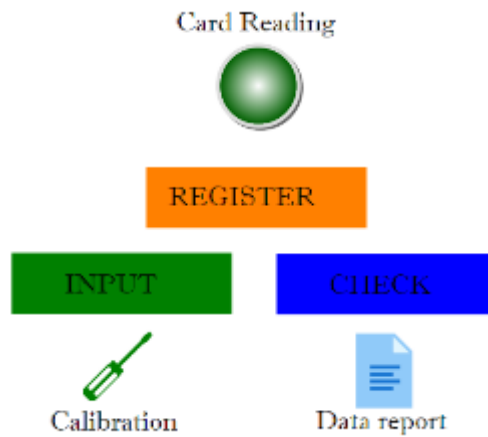 Card Reading
REGISTER
INPUT
CHECK
Calibration
Data report